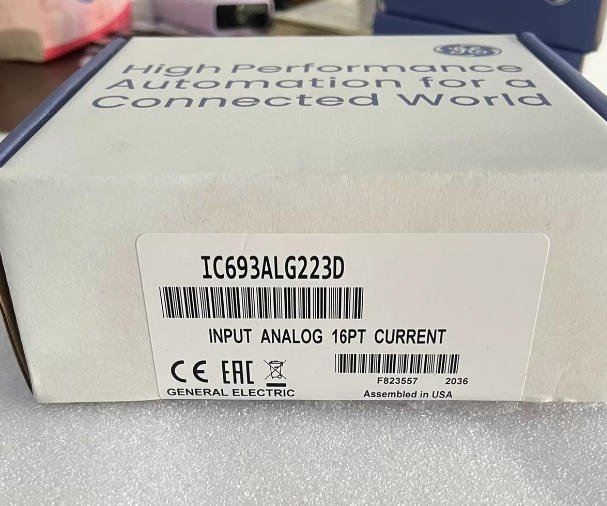 GE
High Performance
Automation for a
Connected World
IC693ALG223D
INPUT ANALOG 16PT CURRENT
CE EAC
F823557 2036
GENERAL ELECTRIC
Assembled in USA